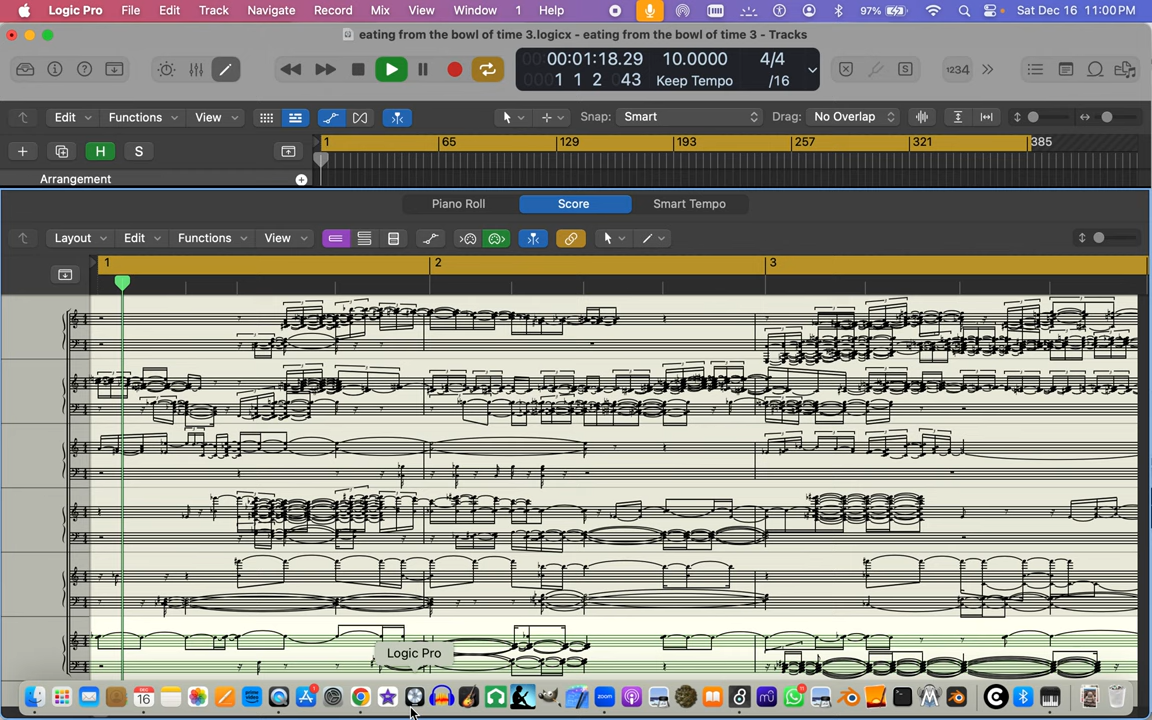 Logic Pro File Edit Track Navigate Record Mix View Window 1 Help 97% Sat Dec 16 11:00 PM
eating from the bowl of time 3.logicx - eating from the bowl of time 3 - Tracks
00:00:01:18.29 10.0000 4/4
0001 1 2 43 Keep Tempo /16
S 1234
Edit Functions View Snap: Smart Drag: No Overlap
H S 1 65 129 193 257 321 385
Arrangement
Piano Roll Score Smart Tempo
Layout Edit Functions View
1 2 3
Logic Pro
DEC
16